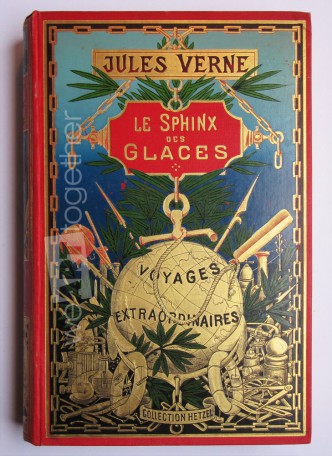 JULES VERNE
LE SPHINX
DES
GLACES
VOYAGES
EXTRAORDINAIRES
COLLECTION HETZEL